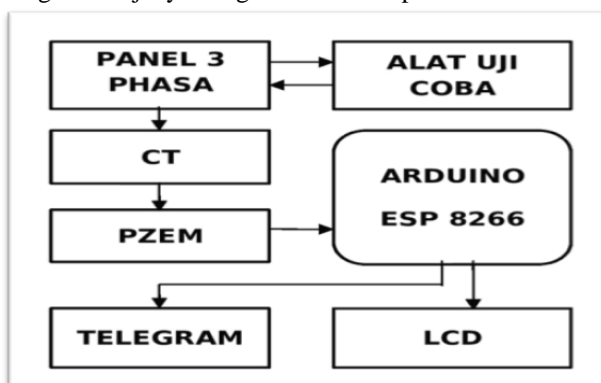 PANEL 3
PHASA
ALAT UJI
COBA
CT
ARDUINO
ESP 8266
PZEM
TELEGRAM
LCD